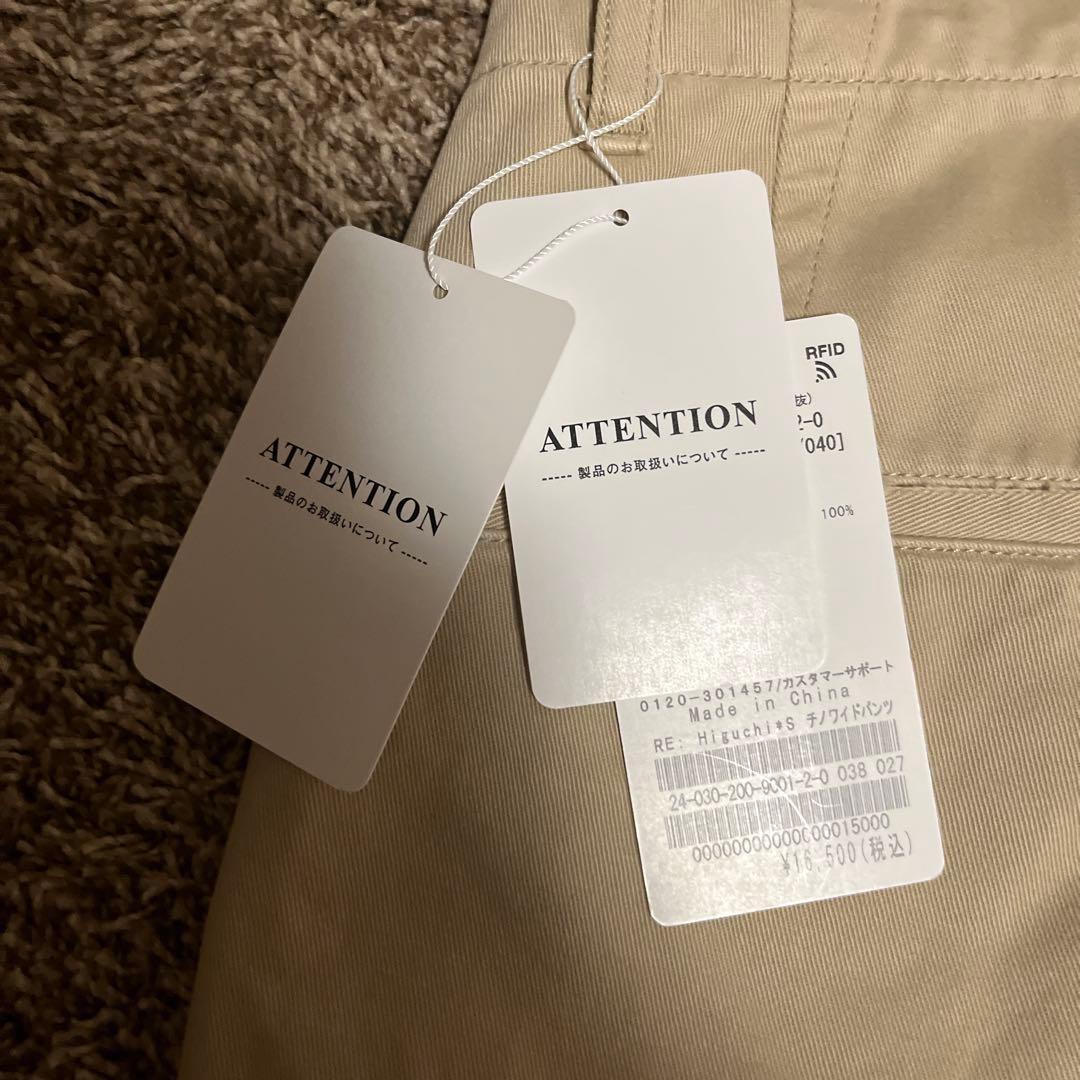 ATTENTION
----- 製品のお取扱いについて -----
ATTENTION
----- 製品のお取扱いについて -----
RFID
抜)
2-0
040]
100%
0120-301457/カスタマーサポート
Made in China
RE: Higuchi*S チノワイドパンツ
24-030-200-9001-2-0 038 027
0000000000000015000
¥16,500(税込)